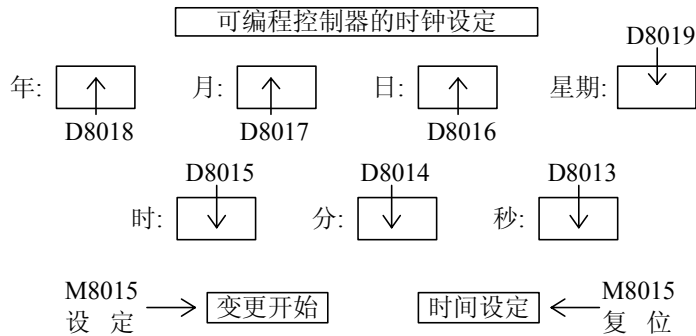 可编程控制器的时钟设定
D8019
年: 月: 日: 星期:
D8018 D8017 D8016
D8015 D8014 D8013
时: 分: 秒:
M8015 变更开始 时间设定 M8015
设 定 复 位